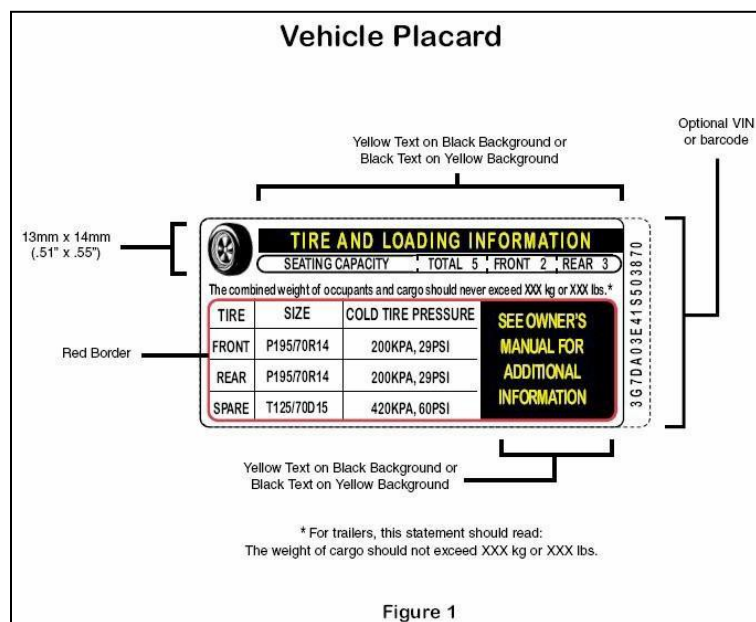 Vehicle Placard
Optional VIN
or barcode
Yellow Text on Black Background or
Black Text on Yellow Background
13mm x 14mm
(.51" x .55")
TIRE AND LOADING INFORMATION
SEATING CAPACITY TOTAL 5 FRONT 2 REAR 3
The combined weight of occupants and cargo should never exceed XXX kg or XXX lbs.*
TIRE SIZE COLD TIRE PRESSURE
FRONT P195/70R14 200KPA, 29PSI
REAR P195/70R14 200KPA, 29PSI
SPARE T125/70D15 420KPA, 60PSI
SEE OWNER'S
MANUAL FOR
ADDITIONAL
INFORMATION
3G7DA03E41S503870
Red Border
Yellow Text on Black Background or
Black Text on Yellow Background
* For trailers, this statement should read:
The weight of cargo should not exceed XXX kg or XXX lbs.
Figure 1